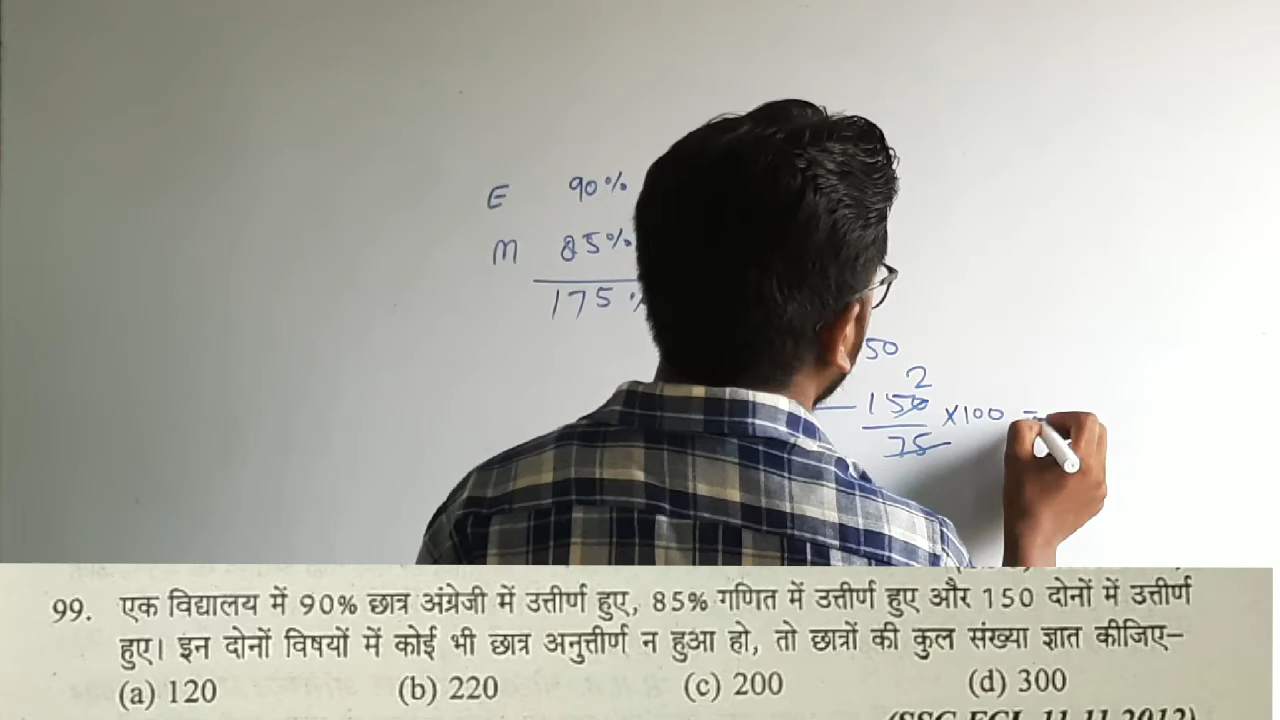 E 90%
M 85%
175%
50
2
150 ×100 =
75
99. एक विद्यालय में 90% छात्र अंग्रेजी में उत्तीर्ण हुए, 85% गणित में उत्तीर्ण हुए और 150 दोनों में उत्तीर्ण
हुए। इन दोनों विषयों में कोई भी छात्र अनुत्तीर्ण न हुआ हो, तो छात्रों की कुल संख्या ज्ञात कीजिए–
(a) 120 (b) 220 (c) 200 (d) 300